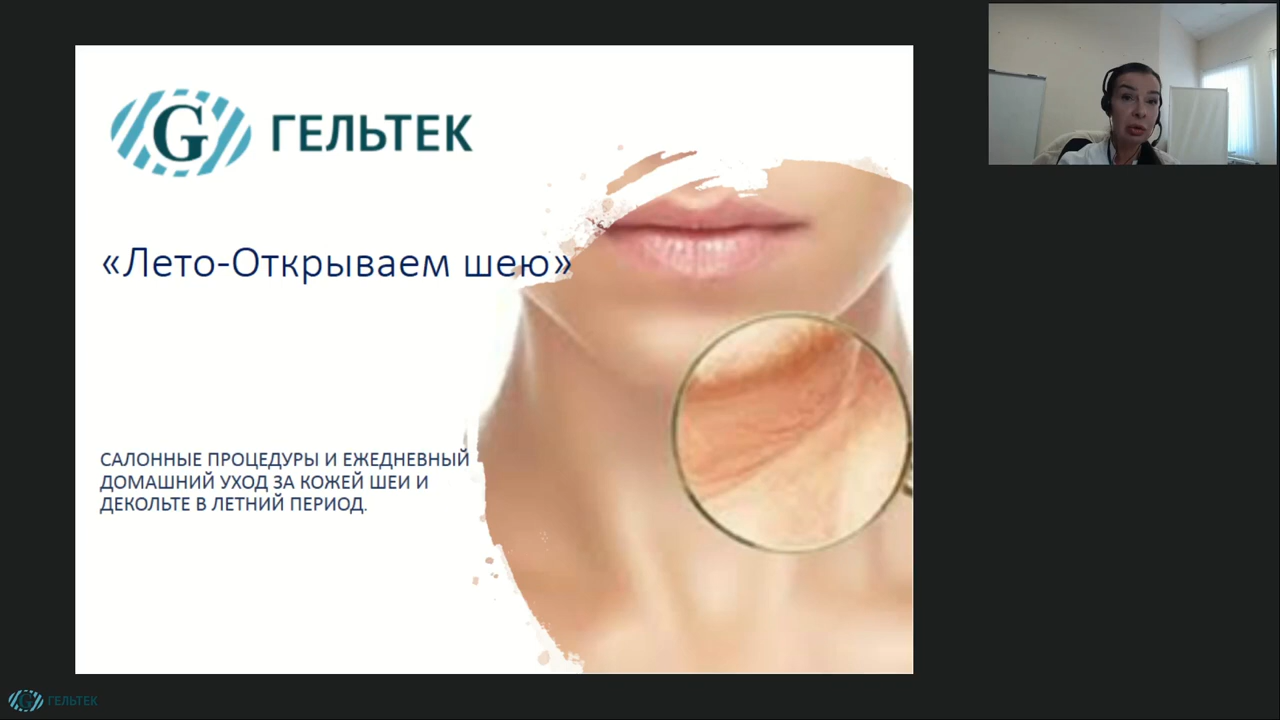 G ГЕЛЬТЕК
«Лето-Открываем шею»
САЛОННЫЕ ПРОЦЕДУРЫ И ЕЖЕДНЕВНЫЙ
ДОМАШНИЙ УХОД ЗА КОЖЕЙ ШЕИ И
ДЕКОЛЬТЕ В ЛЕТНИЙ ПЕРИОД.
G ГЕЛЬТЕК